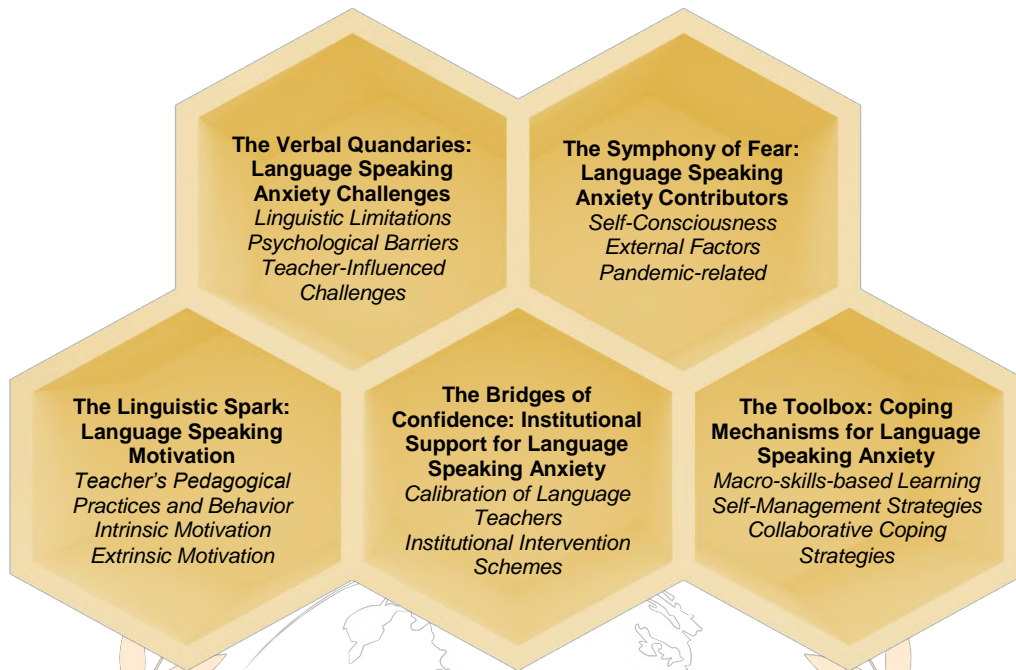 The Verbal Quandaries:
Language Speaking
Anxiety Challenges
Linguistic Limitations
Psychological Barriers
Teacher-Influenced
Challenges
The Symphony of Fear:
Language Speaking
Anxiety Contributors
Self-Consciousness
External Factors
Pandemic-related
The Linguistic Spark:
Language Speaking
Motivation
Teacher’s Pedagogical
Practices and Behavior
Intrinsic Motivation
Extrinsic Motivation
The Bridges of
Confidence: Institutional
Support for Language
Speaking Anxiety
Calibration of Language
Teachers
Institutional Intervention
Schemes
The Toolbox: Coping
Mechanisms for Language
Speaking Anxiety
Macro-skills-based Learning
Self-Management Strategies
Collaborative Coping
Strategies